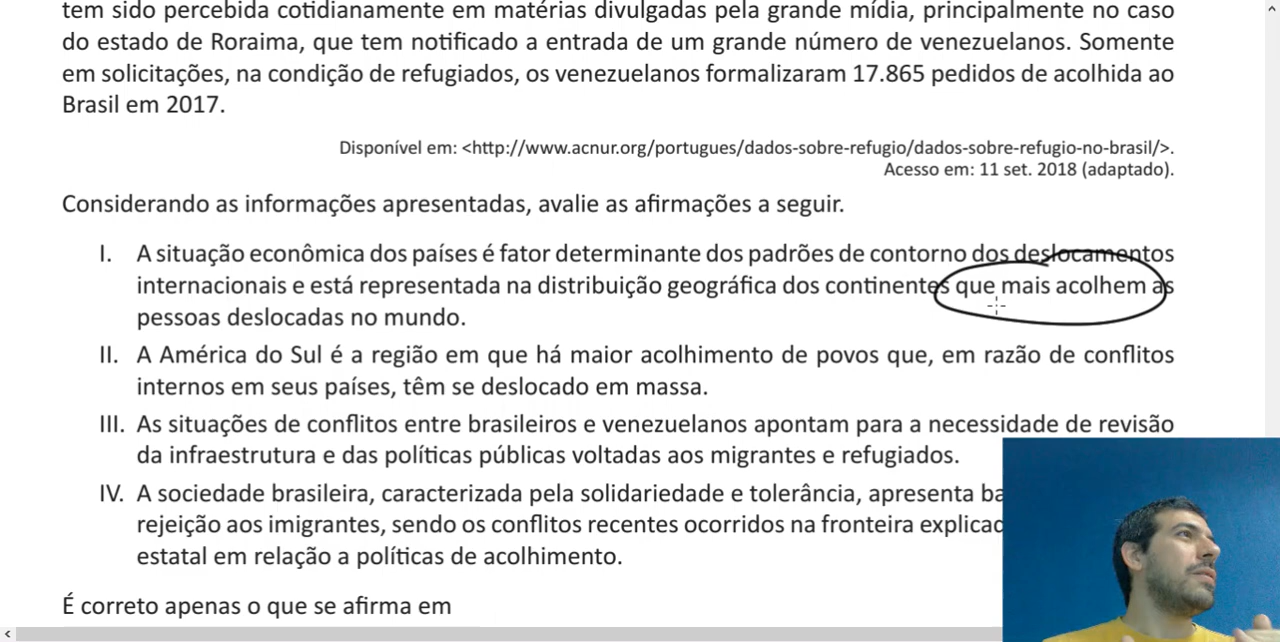 tem sido percebida cotidianamente em matérias divulgadas pela grande mídia, principalmente no caso
do estado de Roraima, que tem notificado a entrada de um grande número de venezuelanos. Somente
em solicitações, na condição de refugiados, os venezuelanos formalizaram 17.865 pedidos de acolhida ao
Brasil em 2017.
Disponível em: <http://www.acnur.org/portugues/dados-sobre-refugio/dados-sobre-refugio-no-brasil/>.
Acesso em: 11 set. 2018 (adaptado).
Considerando as informações apresentadas, avalie as afirmações a seguir.
I. A situação econômica dos países é fator determinante dos padrões de contorno dos deslocamentos
internacionais e está representada na distribuição geográfica dos continentes que mais acolhem as
pessoas deslocadas no mundo.
II. A América do Sul é a região em que há maior acolhimento de povos que, em razão de conflitos
internos em seus países, têm se deslocado em massa.
III. As situações de conflitos entre brasileiros e venezuelanos apontam para a necessidade de revisão
da infraestrutura e das políticas públicas voltadas aos migrantes e refugiados.
IV. A sociedade brasileira, caracterizada pela solidariedade e tolerância, apresenta
rejeição aos imigrantes, sendo os conflitos recentes ocorridos na fronteira
estatal em relação a políticas de acolhimento.
É correto apenas o que se afirma em